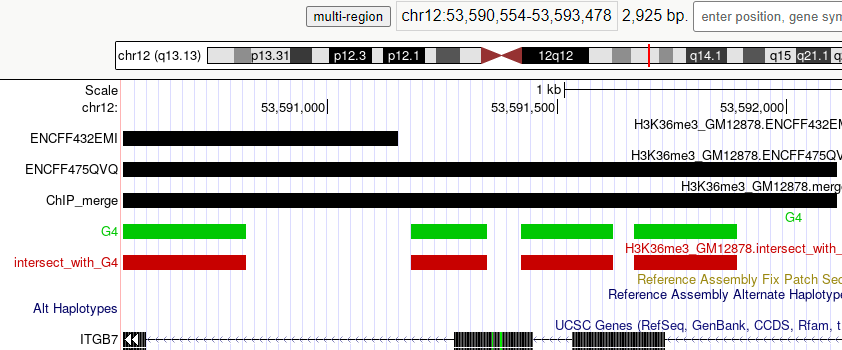 multi-region chr12:53,590,554-53,593,478 2,925 bp. enter position, gene sym
chr12 (q13.13) p13.31 p12.3 p12.1 12q12 q14.1 q15 q21.1 q
Scale 1 kb
chr12: 53,591,000 53,591,500 53,592,000
H3K36me3_GM12878.ENCFF432EM
ENCFF432EMI
H3K36me3_GM12878.ENCFF475QV
ENCFF475QVQ
H3K36me3_GM12878.merge
ChIP_merge
G4
G4
H3K36me3_GM12878.intersect_with_
intersect_with_G4
Reference Assembly Fix Patch Seq
Reference Assembly Alternate Haplotype
Alt Haplotypes
UCSC Genes (RefSeq, GenBank, CCDS, Rfam, t
ITGB7